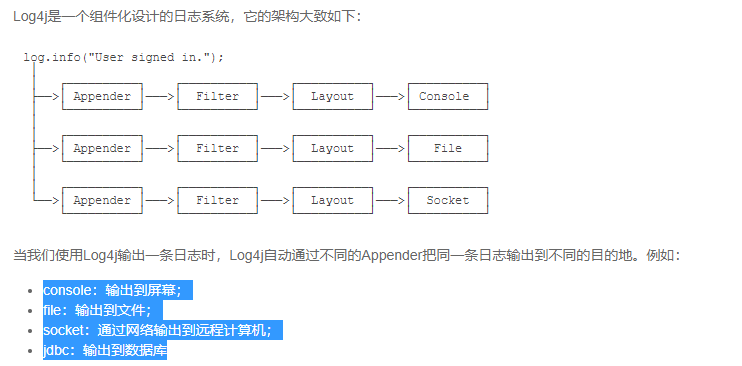 Log4j是一个组件化设计的日志系统，它的架构大致如下：
log.info("User signed in.");
Appender Filter Layout Console
Appender Filter Layout File
Appender Filter Layout Socket
当我们使用Log4j输出一条日志时，Log4j自动通过不同的Appender把同一条日志输出到不同的目的地。例如：
console：输出到屏幕；
file：输出到文件；
socket：通过网络输出到远程计算机；
jdbc：输出到数据库